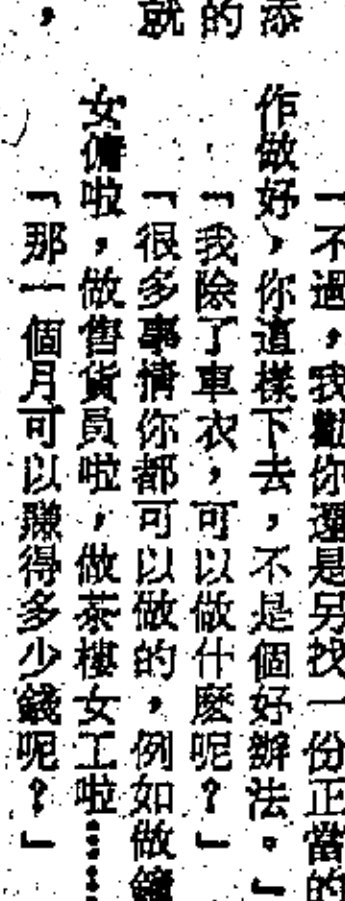 「不過，我勸你還是另找一份正當的
作做好，你這樣下去，不是個好辦法。」
「我除了車衣，可以做什麼呢？」
「很多事情你都可以做的，例如做鐘
女傭啦，做售貨員啦，做茶樓女工啦……
「那一個月可以賺得多少錢呢？」
添
的
就
，